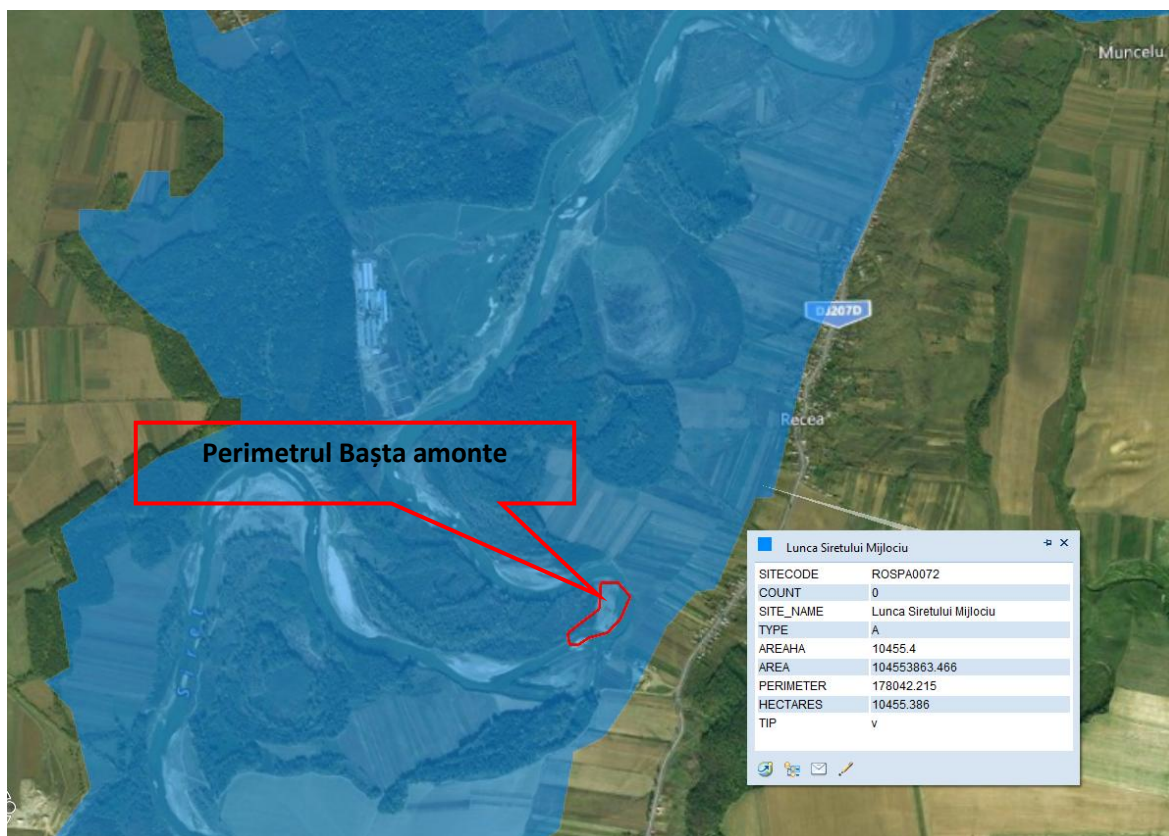 Muncelu
DJ207D
Recea
Perimetrul Bașta amonte
Siret
Lunca Siretului Mijlociu
SITECODE ROSPA0072
COUNT 0
SITE_NAME Lunca Siretului Mijlociu
TYPE A
AREAHA 10455.4
AREA 104553863.466
PERIMETER 178042.215
HECTARES 10455.386
TIP v